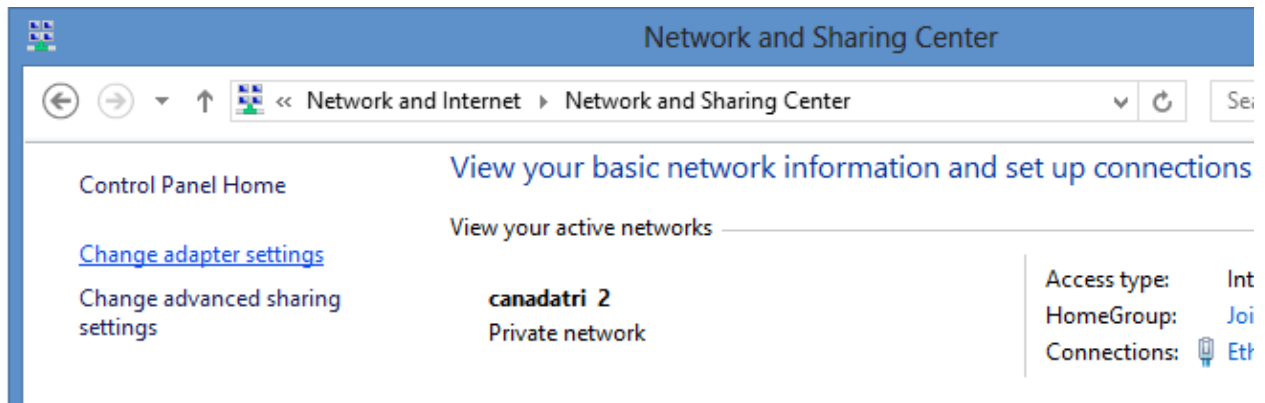 Network and Sharing Center
« Network and Internet Network and Sharing Center
Control Panel Home
Change adapter settings
Change advanced sharing
settings
View your basic network information and set up connections
View your active networks
canadatri 2
Private network
Access type:
HomeGroup:
Connections: